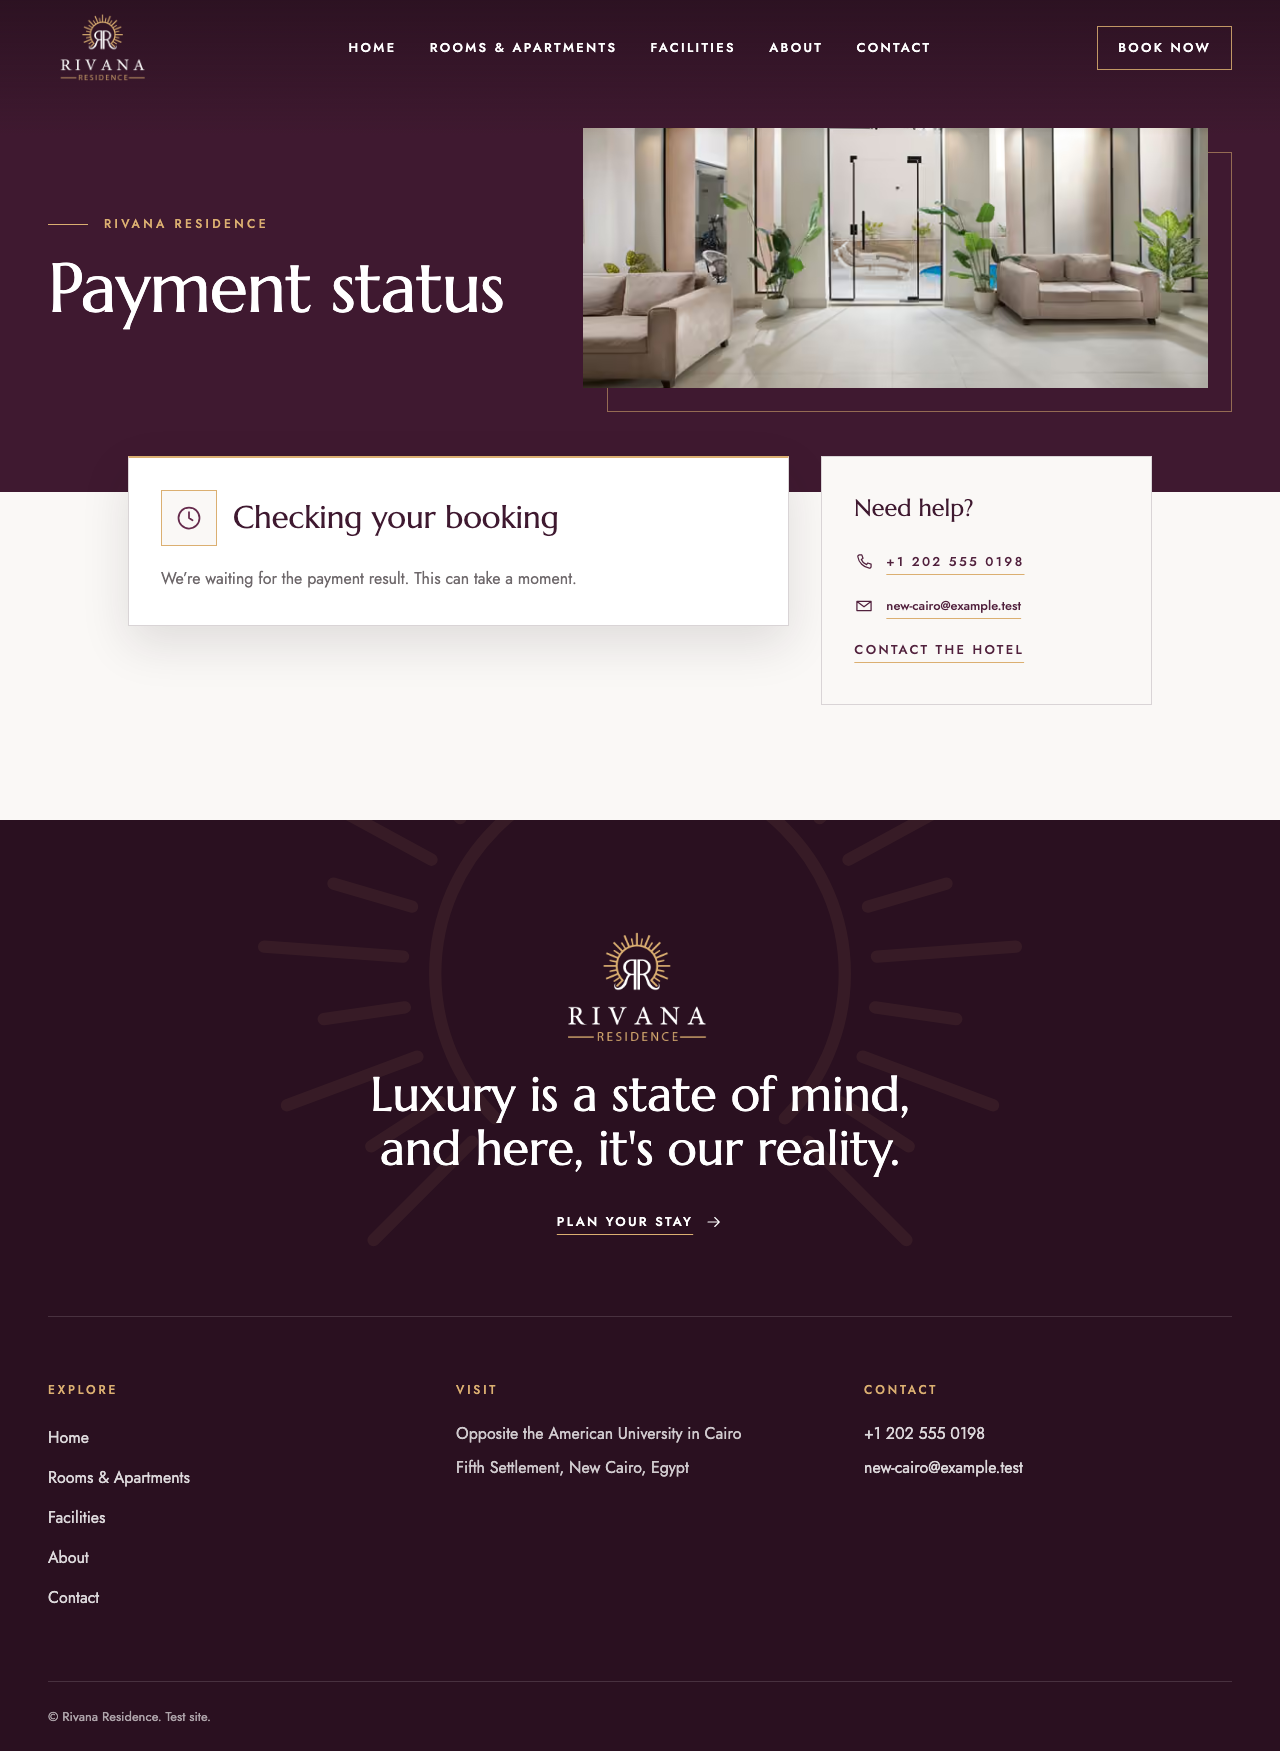 RIVANA
RESIDENCE
HOME
ROOMS & APARTMENTS
FACILITIES
ABOUT
CONTACT
BOOK NOW
RIVANA RESIDENCE
Payment status
Checking your booking
We’re waiting for the payment result. This can take a moment.
Need help?
+1 202 555 0198
new-cairo@example.test
CONTACT THE HOTEL
RIVANA
RESIDENCE
Luxury is a state of mind,
and here, it's our reality.
PLAN YOUR STAY
EXPLORE
Home
Rooms & Apartments
Facilities
About
Contact
VISIT
Opposite the American University in Cairo
Fifth Settlement, New Cairo, Egypt
CONTACT
+1 202 555 0198
new-cairo@example.test
© Rivana Residence. Test site.